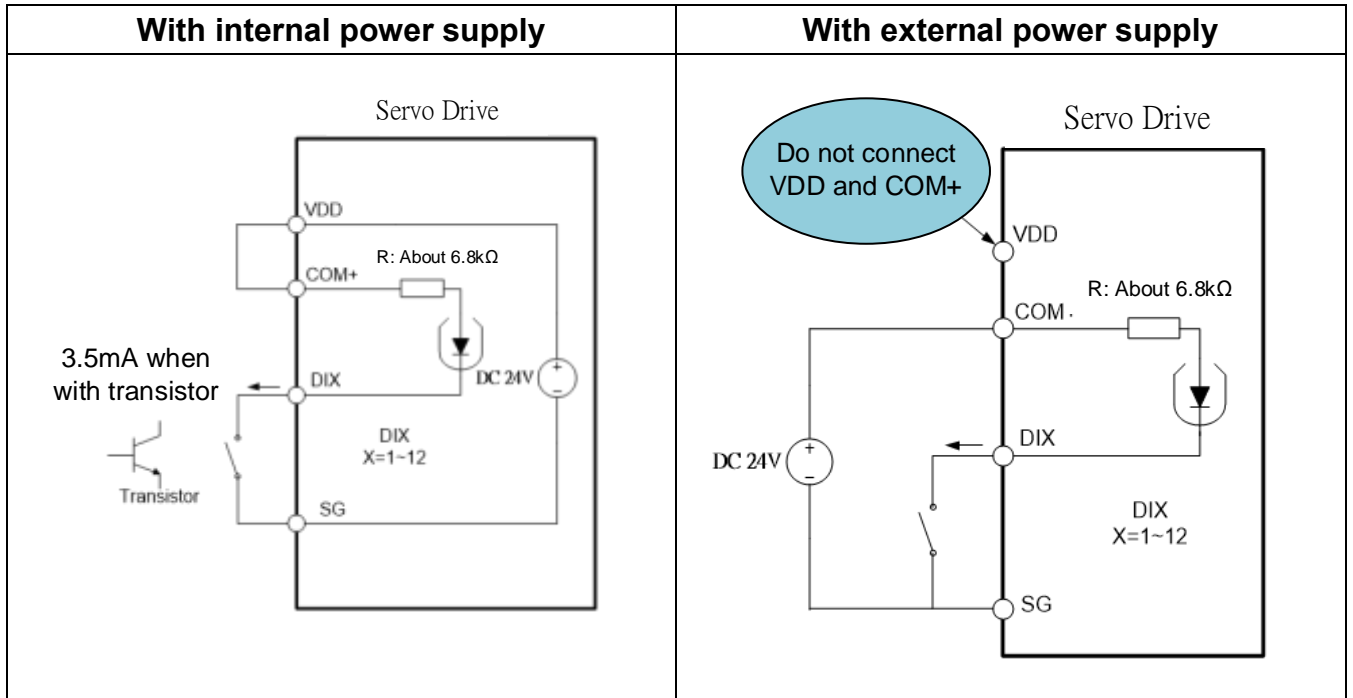 With internal power supply
With external power supply
Servo Drive
VDD
COM+
R: About 6.8kΩ
3.5mA when
with transistor
DIX
DC 24V
+
−
DIX
X=1~12
Transistor
SG
Servo Drive
Do not connect
VDD and COM+
VDD
R: About 6.8kΩ
COM .
DIX
DC 24V
+
−
DIX
X=1~12
SG